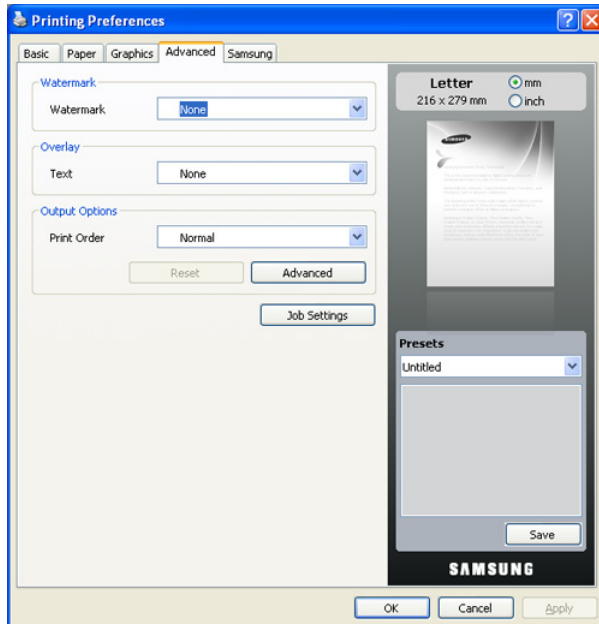 Printing Preferences
Basic Paper Graphics Advanced Samsung
Watermark
Watermark None
Overlay
Text None
Output Options
Print Order Normal
Reset Advanced
Job Settings
Letter
216 x 279 mm
mm
inch
SAMSUNG
Presets
Untitled
Save
SAMSUNG
OK Cancel Apply